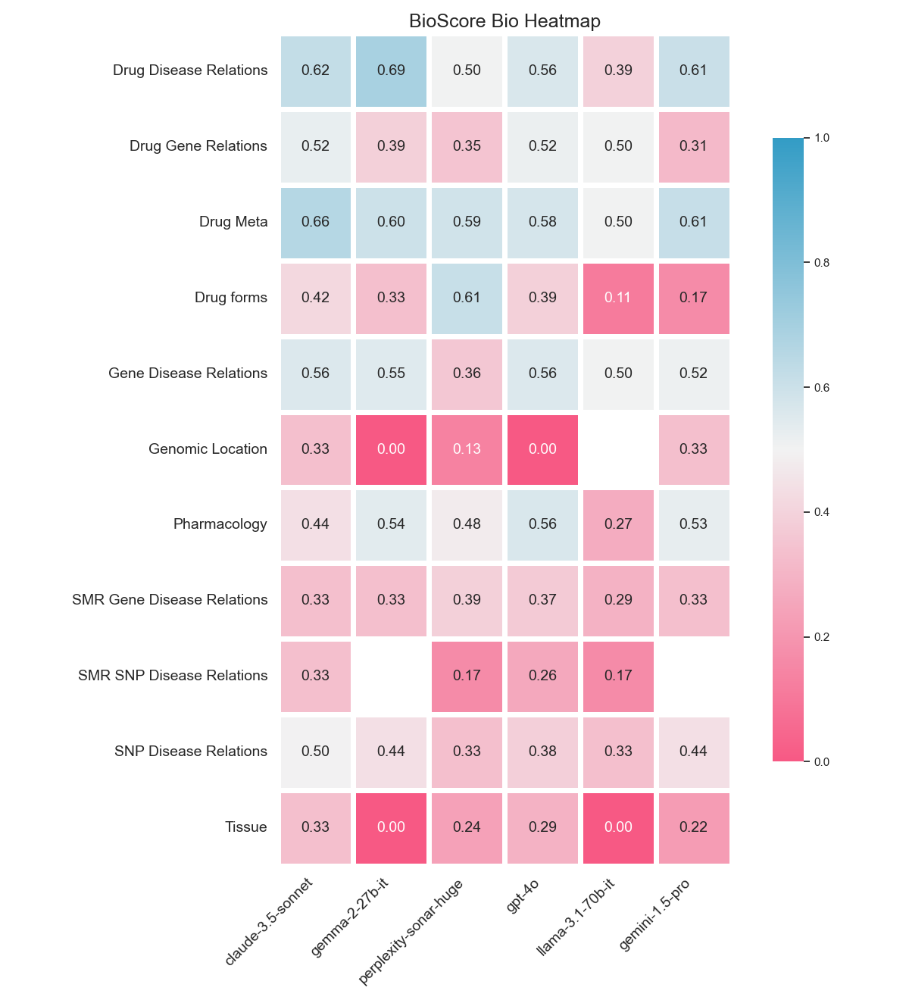 BioScore Bio Heatmap
Drug Disease Relations 0.62 0.69 0.50 0.56 0.39 0.61
Drug Gene Relations 0.52 0.39 0.35 0.52 0.50 0.31
Drug Meta 0.66 0.60 0.59 0.58 0.50 0.61
Drug forms 0.42 0.33 0.61 0.39 0.11 0.17
Gene Disease Relations 0.56 0.55 0.36 0.56 0.50 0.52
Genomic Location 0.33 0.00 0.13 0.00 0.33
Pharmacology 0.44 0.54 0.48 0.56 0.27 0.53
SMR Gene Disease Relations 0.33 0.33 0.39 0.37 0.29 0.33
SMR SNP Disease Relations 0.33 0.17 0.26 0.17
SNP Disease Relations 0.50 0.44 0.33 0.38 0.33 0.44
Tissue 0.33 0.00 0.24 0.29 0.00 0.22
claude-3.5-sonnet
gemma-2-27b-it
perplexity-sonar-huge
gpt-4o
llama-3.1-70b-it
gemini-1.5-pro
1.0
0.8
0.6
0.4
0.2
0.0